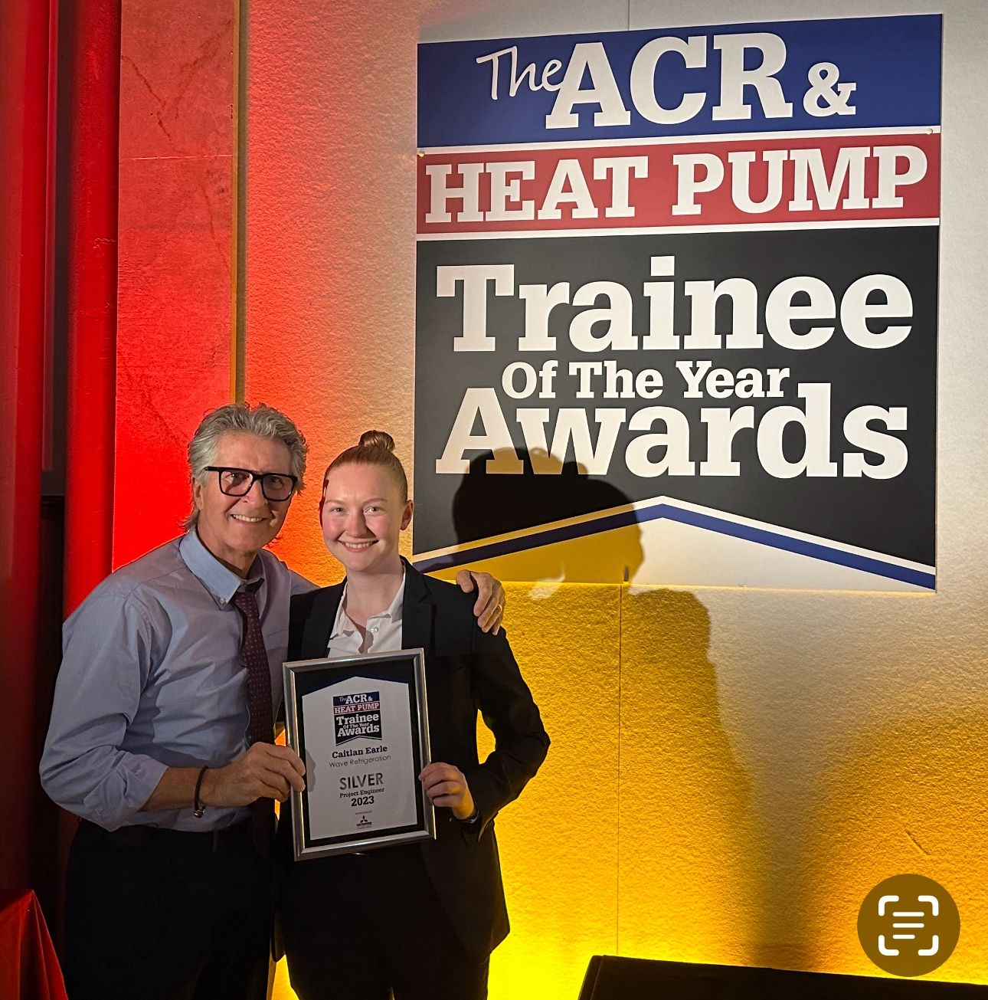 The ACR &
HEAT PUMP
Trainee
Of The Year
Awards
The ACR &
HEAT PUMP
Trainee
Of The Year
Awards
Caitlan Earle
Wave Refrigeration
SILVER
Project Engineer
2023